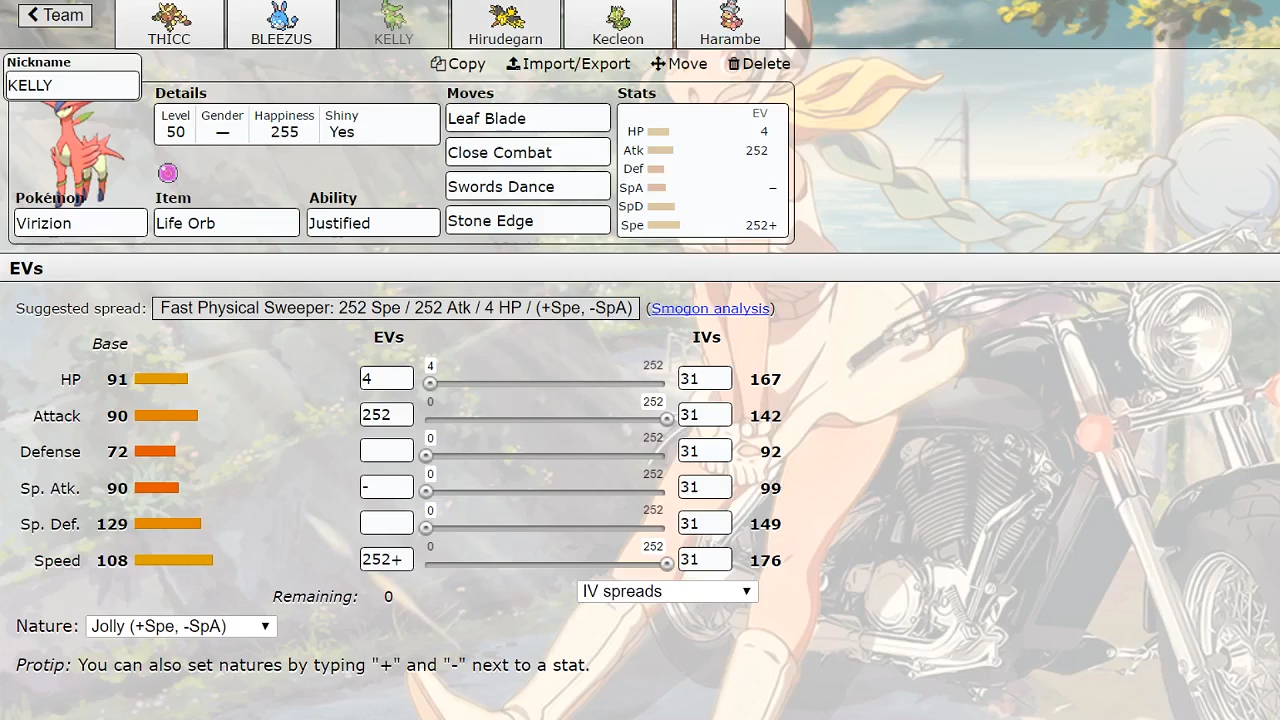 Team
THICC
BLEEZUS
KELLY
Hirudegarn
Kecleon
Harambe
Copy
Import/Export
Move
Delete
Nickname
KELLY
Details
Level
50
Gender
—
Happiness
255
Shiny
Yes
Pokémon
Virizion
Item
Life Orb
Ability
Justified
Moves
Leaf Blade
Close Combat
Swords Dance
Stone Edge
Stats
EV
HP 4
Atk 252
Def
SpA –
SpD
Spe 252+
EVs
Suggested spread: Fast Physical Sweeper: 252 Spe / 252 Atk / 4 HP / (+Spe, -SpA) (Smogon analysis)
Base EVs IVs
HP 91 4 4 252 31 167
Attack 90 252 0 252 31 142
Defense 72 0 252 31 92
Sp. Atk. 90 - 0 252 31 99
Sp. Def. 129 0 252 31 149
Speed 108 252+ 0 252 31 176
Remaining: 0
IV spreads
Nature: Jolly (+Spe, -SpA)
Protip: You can also set natures by typing "+" and "-" next to a stat.